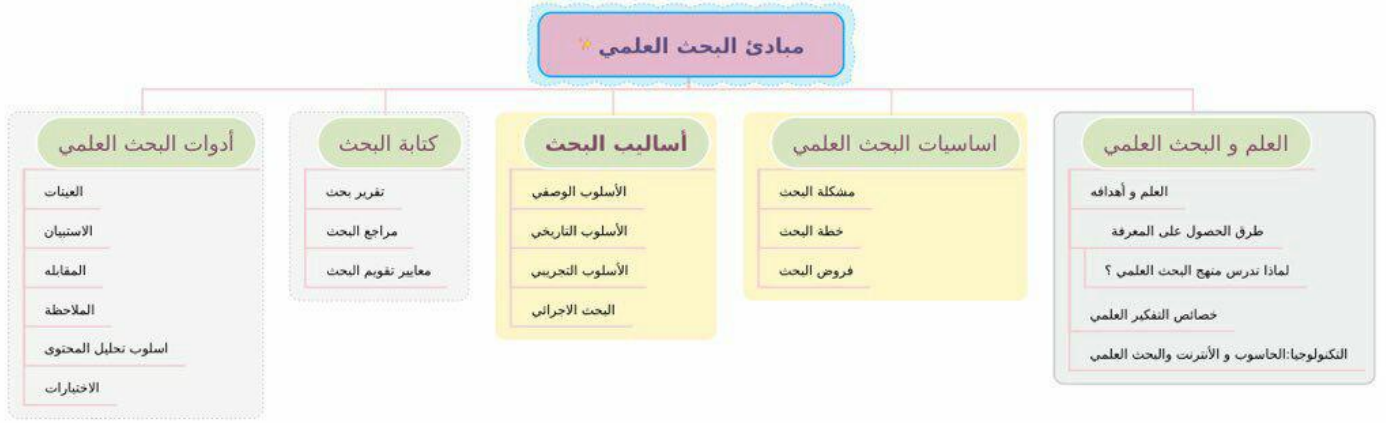 مبادئ البحث العلمي ✨
العلم و البحث العلمي
العلم و أهدافه
طرق الحصول على المعرفة
لماذا ندرس منهج البحث العلمي ؟
خصائص التفكير العلمي
التكنولوجيا:الحاسوب و الأنترنت والبحث العلمي
اساسيات البحث العلمي
مشكلة البحث
خطة البحث
فروض البحث
أساليب البحث
الأسلوب الوصفي
الأسلوب التاريخي
الأسلوب التجريبي
البحث الاجرائي
كتابة البحث
تقرير بحث
مراجع البحث
معايير تقويم البحث
أدوات البحث العلمي
العينات
الاستبيان
المقابله
الملاحظة
اسلوب تحليل المحتوى
الاختبارات